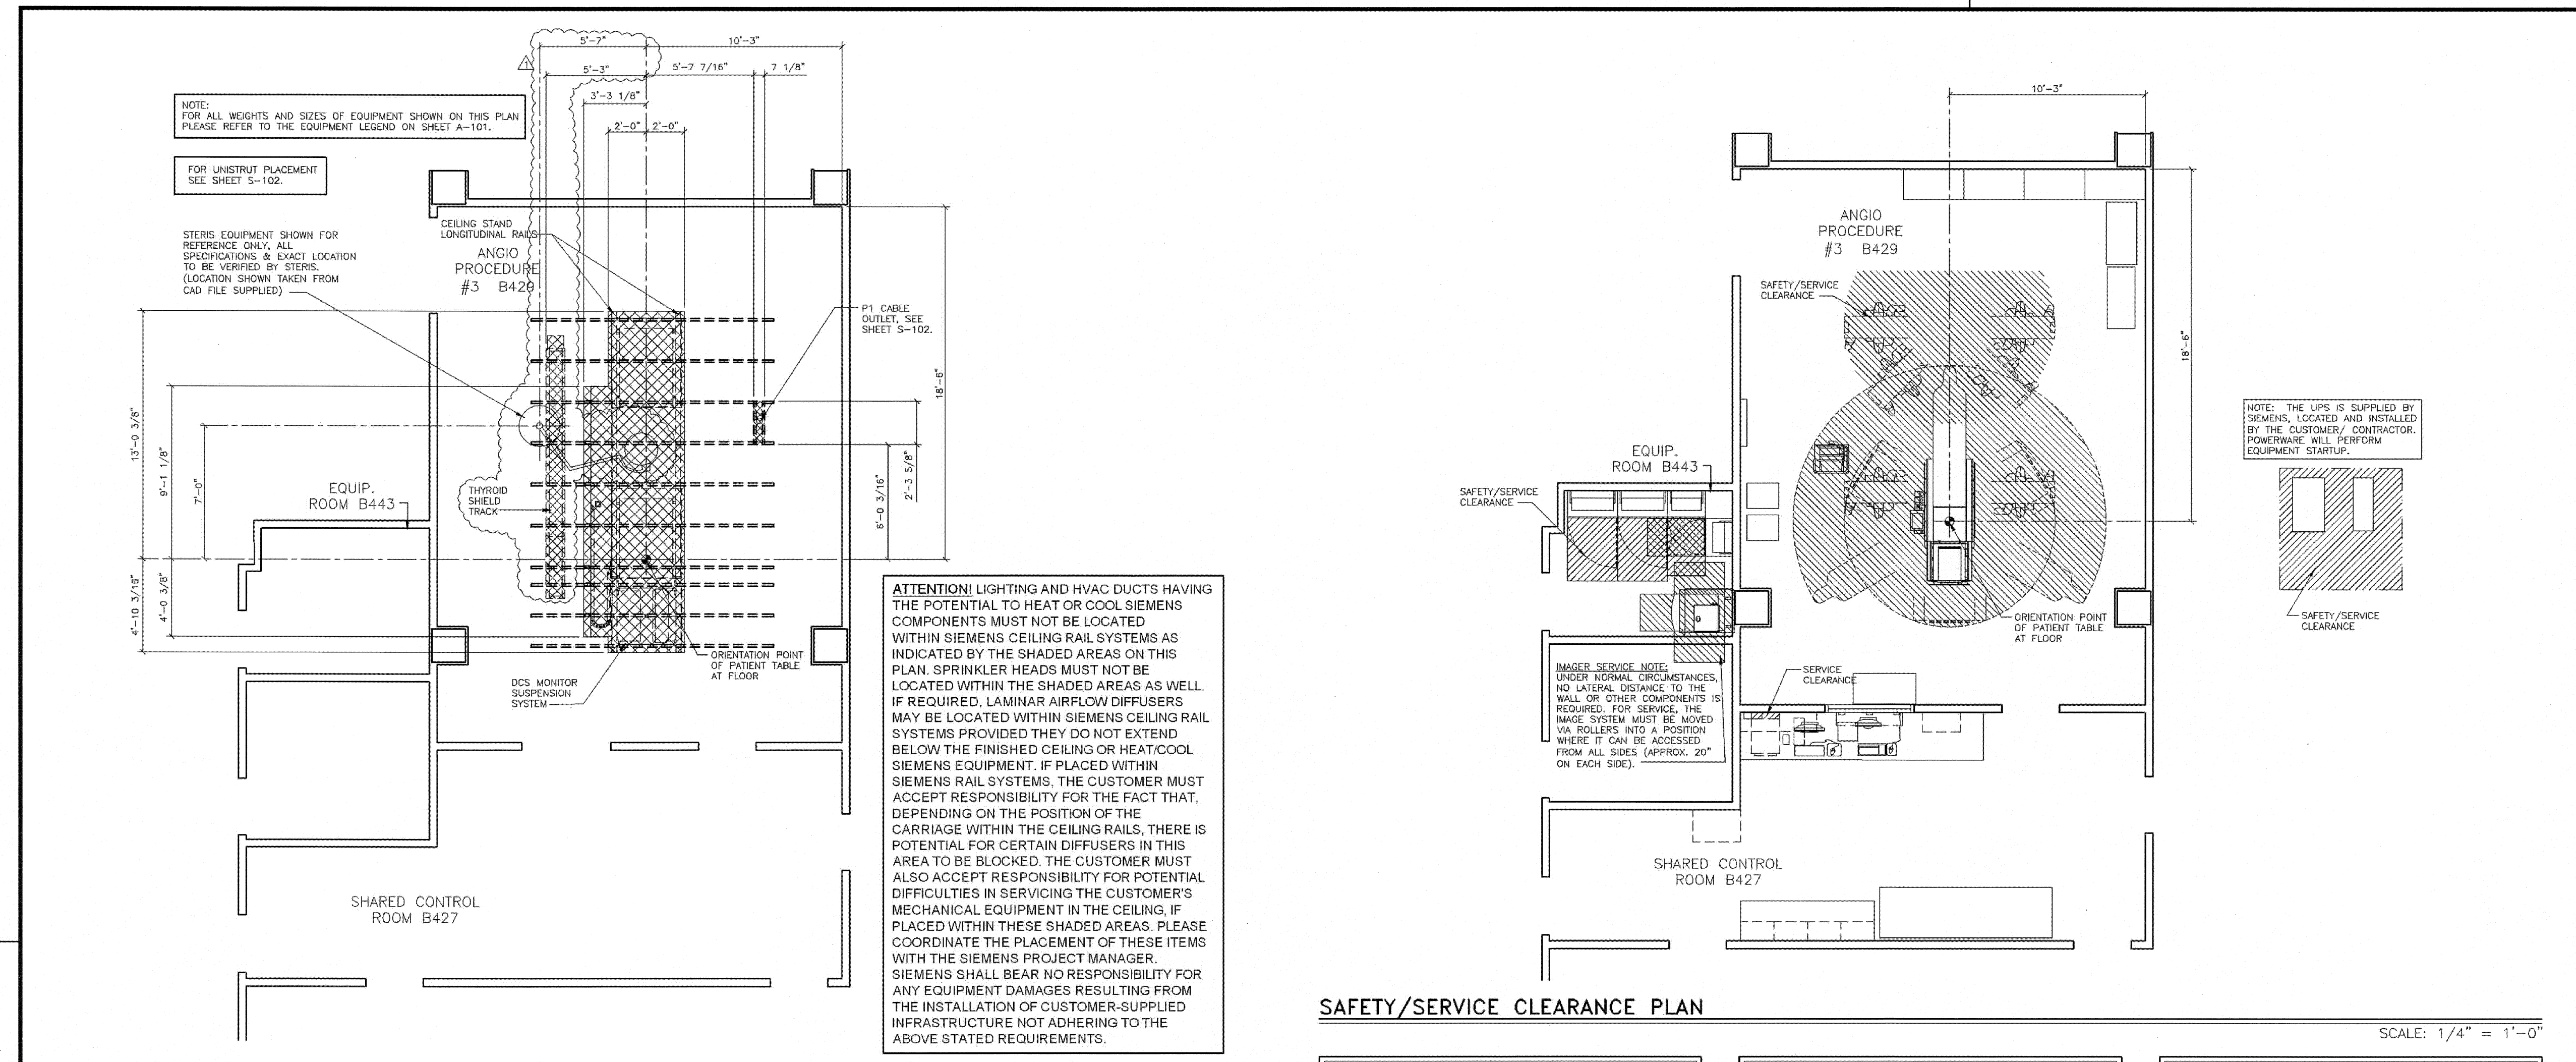 5'-7"
10'-3"
1
5'-3"
5'-7 7/16"
7 1/8"
3'-3 1/8"
2'-0"
2'-0"
NOTE:
FOR ALL WEIGHTS AND SIZES OF EQUIPMENT SHOWN ON THIS PLAN
PLEASE REFER TO THE EQUIPMENT LEGEND ON SHEET A-101.
FOR UNISTRUT PLACEMENT
SEE SHEET S-102.
STERIS EQUIPMENT SHOWN FOR
REFERENCE ONLY, ALL
SPECIFICATIONS & EXACT LOCATION
TO BE VERIFIED BY STERIS.
(LOCATION SHOWN TAKEN FROM
CAD FILE SUPPLIED)
CEILING STAND
LONGITUDINAL RAILS
ANGIO
PROCEDURE
#3 B429
P1 CABLE
OUTLET, SEE
SHEET S-102.
13'-0 3/8"
9'-1 1/8"
7'-0"
4'-10 3/16"
4'-0 3/8"
18'-6"
2'-3 5/8"
6'-0 3/16"
EQUIP.
ROOM B443
THYROID
SHIELD
TRACK
ORIENTATION POINT
OF PATIENT TABLE
AT FLOOR
DCS MONITOR
SUSPENSION
SYSTEM
SHARED CONTROL
ROOM B427
ATTENTION! LIGHTING AND HVAC DUCTS HAVING
THE POTENTIAL TO HEAT OR COOL SIEMENS
COMPONENTS MUST NOT BE LOCATED
WITHIN SIEMENS CEILING RAIL SYSTEMS AS
INDICATED BY THE SHADED AREAS ON THIS
PLAN. SPRINKLER HEADS MUST NOT BE
LOCATED WITHIN THE SHADED AREAS AS WELL.
IF REQUIRED, LAMINAR AIRFLOW DIFFUSERS
MAY BE LOCATED WITHIN SIEMENS CEILING RAIL
SYSTEMS PROVIDED THEY DO NOT EXTEND
BELOW THE FINISHED CEILING OR HEAT/COOL
SIEMENS EQUIPMENT. IF PLACED WITHIN
SIEMENS RAIL SYSTEMS, THE CUSTOMER MUST
ACCEPT RESPONSIBILITY FOR THE FACT THAT,
DEPENDING ON THE POSITION OF THE
CARRIAGE WITHIN THE CEILING RAILS, THERE IS
POTENTIAL FOR CERTAIN DIFFUSERS IN THIS
AREA TO BE BLOCKED. THE CUSTOMER MUST
ALSO ACCEPT RESPONSIBILITY FOR POTENTIAL
DIFFICULTIES IN SERVICING THE CUSTOMER'S
MECHANICAL EQUIPMENT IN THE CEILING, IF
PLACED WITHIN THESE SHADED AREAS. PLEASE
COORDINATE THE PLACEMENT OF THESE ITEMS
WITH THE SIEMENS PROJECT MANAGER.
SIEMENS SHALL BEAR NO RESPONSIBILITY FOR
ANY EQUIPMENT DAMAGES RESULTING FROM
THE INSTALLATION OF CUSTOMER-SUPPLIED
INFRASTRUCTURE NOT ADHERING TO THE
ABOVE STATED REQUIREMENTS.
10'-3"
ANGIO
PROCEDURE
#3 B429
SAFETY/SERVICE
CLEARANCE
18'-6"
EQUIP.
ROOM B443
SAFETY/SERVICE
CLEARANCE
NOTE: THE UPS IS SUPPLIED BY
SIEMENS, LOCATED AND INSTALLED
BY THE CUSTOMER/ CONTRACTOR.
POWERWARE WILL PERFORM
EQUIPMENT STARTUP.
SAFETY/SERVICE
CLEARANCE
ORIENTATION POINT
OF PATIENT TABLE
AT FLOOR
IMAGER SERVICE NOTE:
UNDER NORMAL CIRCUMSTANCES,
NO LATERAL DISTANCE TO THE
WALL OR OTHER COMPONENTS IS
REQUIRED. FOR SERVICE, THE
IMAGE SYSTEM MUST BE MOVED
VIA ROLLERS INTO A POSITION
WHERE IT CAN BE ACCESSED
FROM ALL SIDES (APPROX. 20"
ON EACH SIDE).
SERVICE
CLEARANCE
SHARED CONTROL
ROOM B427
SAFETY/SERVICE CLEARANCE PLAN
SCALE: 1/4" = 1'-0"